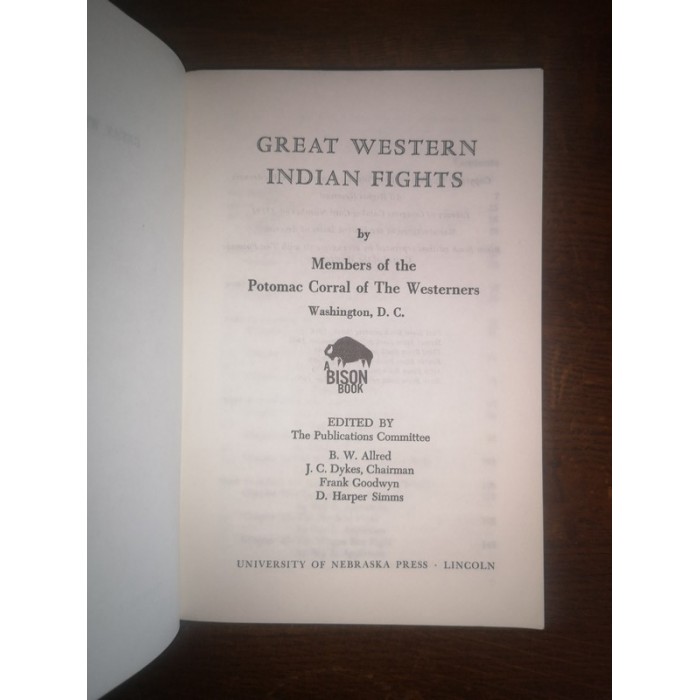 GREAT WESTERN
INDIAN FIGHTS
by
Members of the
Potomac Corral of The Westerners
Washington, D. C.
A
BISON
BOOK
EDITED BY
The Publications Committee
B. W. Allred
J. C. Dykes, Chairman
Frank Goodwyn
D. Harper Simms
UNIVERSITY OF NEBRASKA PRESS · LINCOLN